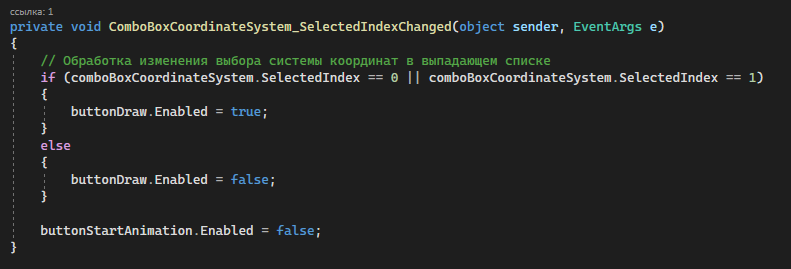 ссылка: 1
private void ComboBoxCoordinateSystem_SelectedIndexChanged(object sender, EventArgs e)
{
// Обработка изменения выбора системы координат в выпадающем списке
if (comboBoxCoordinateSystem.SelectedIndex == 0 || comboBoxCoordinateSystem.SelectedIndex == 1)
{
buttonDraw.Enabled = true;
}
else
{
buttonDraw.Enabled = false;
}
buttonStartAnimation.Enabled = false;
}